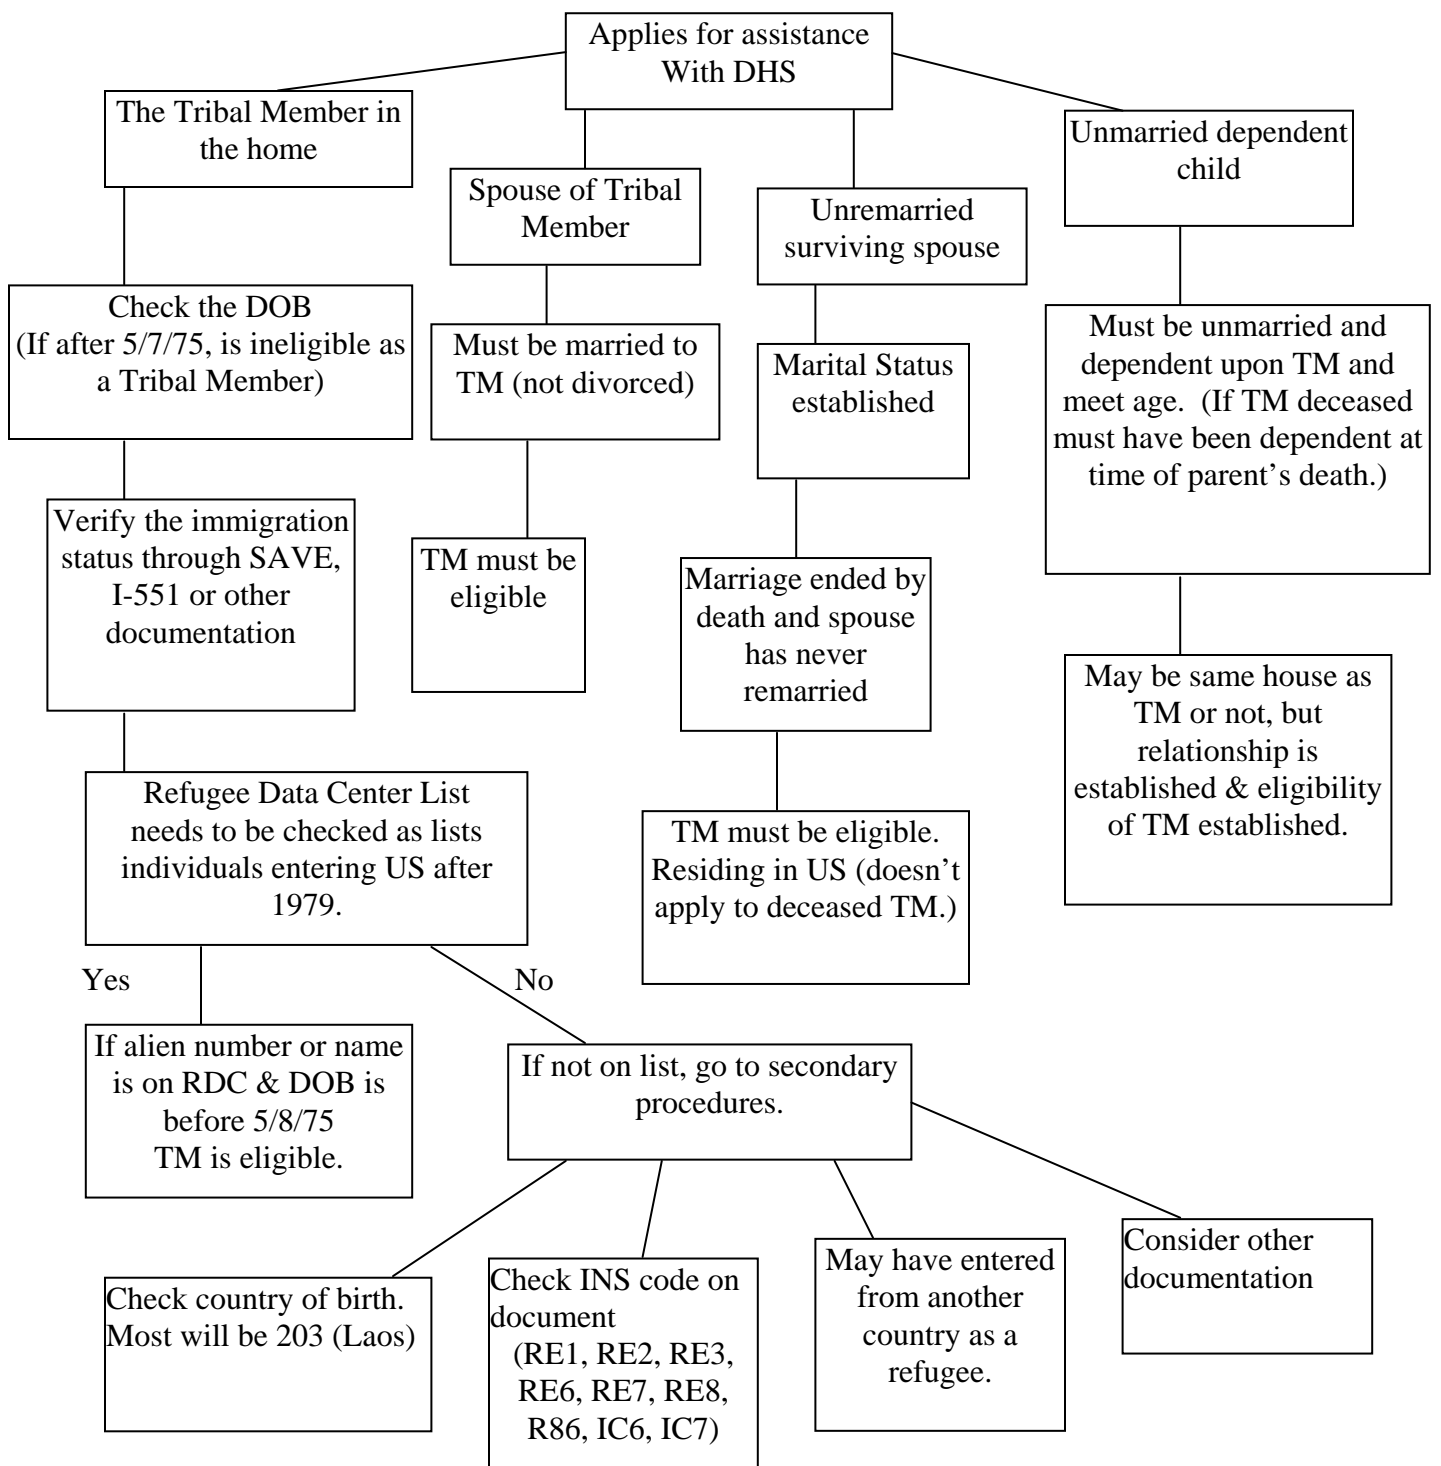 Applies for assistance
With DHS
The Tribal Member in
the home
Spouse of Tribal
Member
Unremarried
surviving spouse
Unmarried dependent
child
Check the DOB
(If after 5/7/75, is ineligible as
a Tribal Member)
Must be married to
TM (not divorced)
Marital Status
established
Must be unmarried and
dependent upon TM and
meet age.  (If TM deceased
must have been dependent at
time of parent’s death.)
Verify the immigration
status through SAVE,
I-551 or other
documentation
TM must be
eligible
Marriage ended by
death and spouse
has never
remarried
May be same house as
TM or not, but
relationship is
established & eligibility
of TM established.
Refugee Data Center List
needs to be checked as lists
individuals entering US after
1979.
TM must be eligible.
Residing in US (doesn’t
apply to deceased TM.)
Yes
No
If alien number or name
is on RDC & DOB is
before 5/8/75
TM is eligible.
If not on list, go to secondary
procedures.
Check country of birth.
Most will be 203 (Laos)
Check INS code on
document
(RE1, RE2, RE3,
RE6, RE7, RE8,
R86, IC6, IC7)
May have entered
from another
country as a
refugee.
Consider other
documentation